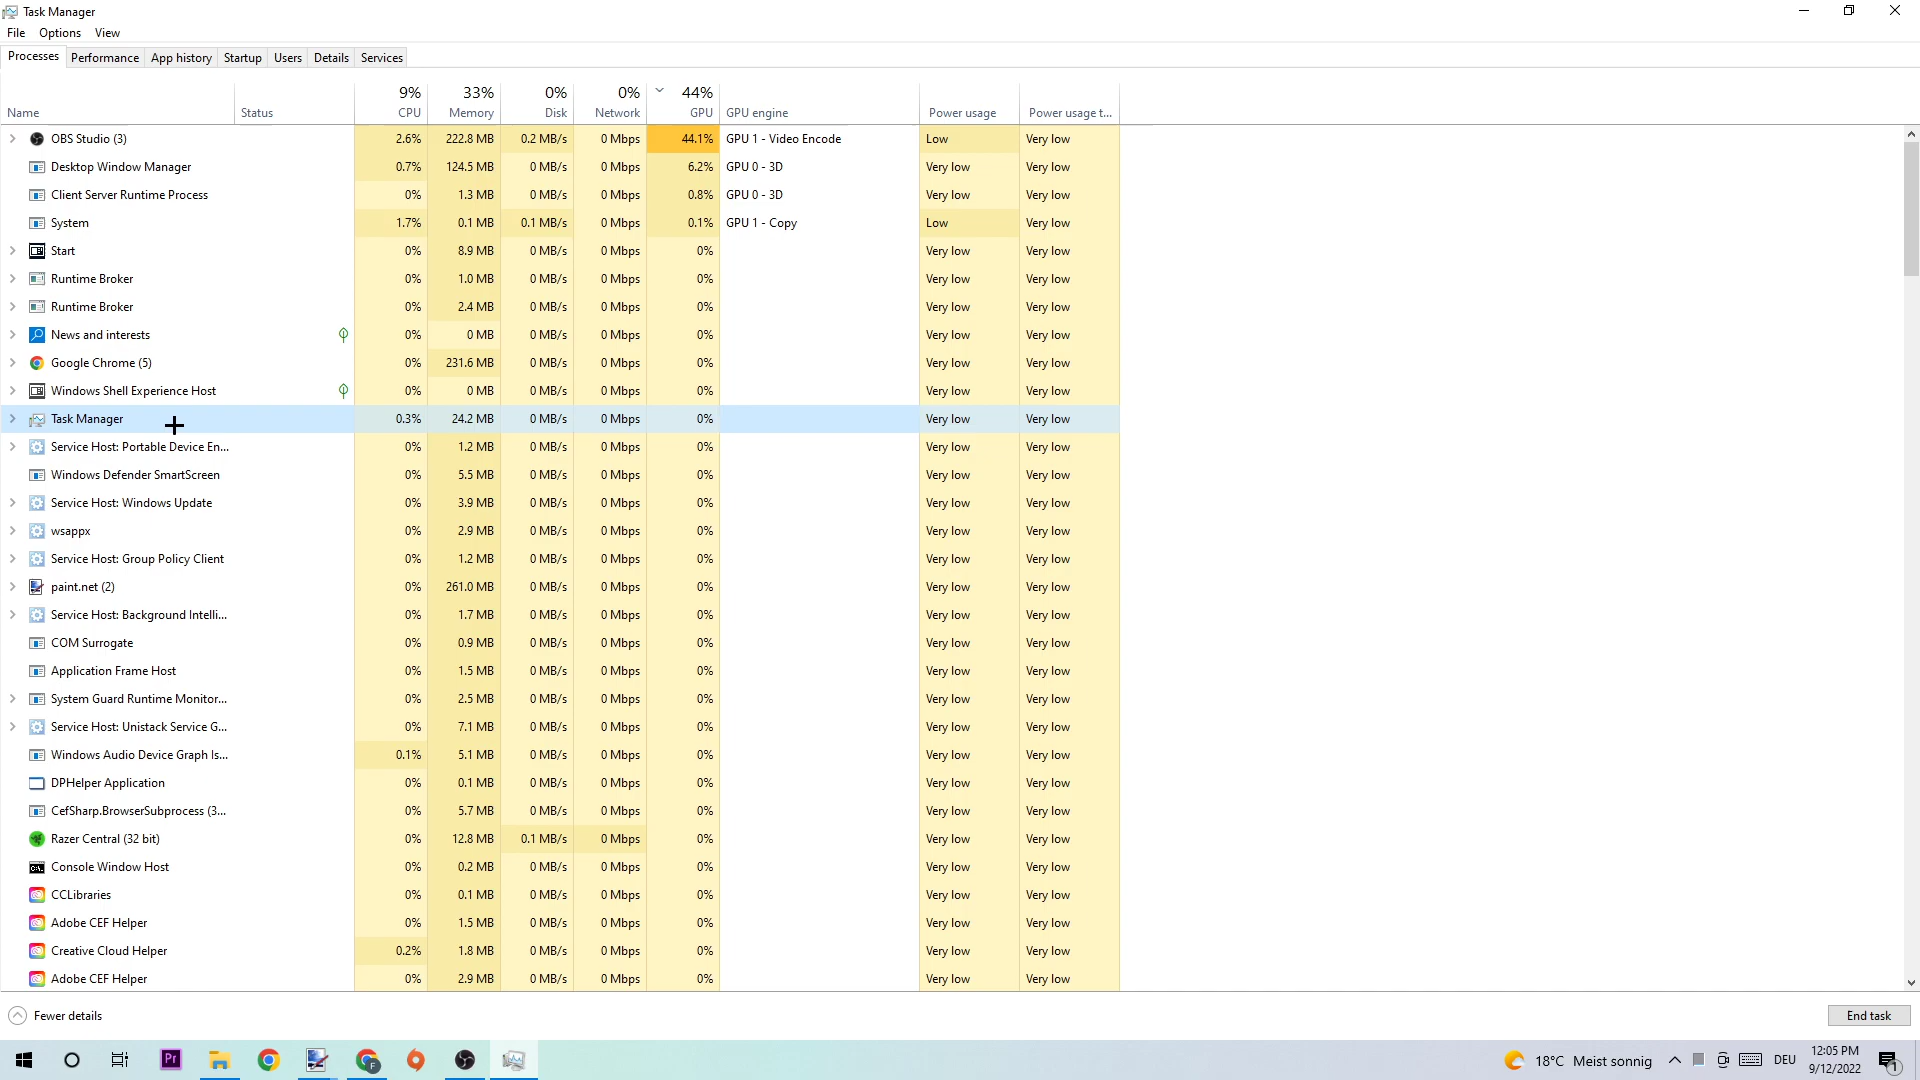 Task Manager
File Options View
Processes Performance App history Startup Users Details Services
9% 33% 0% 0% 44%
Name Status CPU Memory Disk Network GPU GPU engine Power usage Power usage t...
OBS Studio (3) 2.6% 222.8 MB 0.2 MB/s 0 Mbps 44.1% GPU 1 - Video Encode Low Very low
Desktop Window Manager 0.7% 124.5 MB 0 MB/s 0 Mbps 6.2% GPU 0 - 3D Very low Very low
Client Server Runtime Process 0% 1.3 MB 0 MB/s 0 Mbps 0.8% GPU 0 - 3D Very low Very low
System 1.7% 0.1 MB 0.1 MB/s 0 Mbps 0.1% GPU 1 - Copy Low Very low
Start 0% 8.9 MB 0 MB/s 0 Mbps 0% Very low Very low
Runtime Broker 0% 1.0 MB 0 MB/s 0 Mbps 0% Very low Very low
Runtime Broker 0% 2.4 MB 0 MB/s 0 Mbps 0% Very low Very low
News and interests 0% 0 MB 0 MB/s 0 Mbps 0% Very low Very low
Google Chrome (5) 0% 231.6 MB 0 MB/s 0 Mbps 0% Very low Very low
Windows Shell Experience Host 0% 0 MB 0 MB/s 0 Mbps 0% Very low Very low
Task Manager 0.3% 24.2 MB 0 MB/s 0 Mbps 0% Very low Very low
Service Host: Portable Device En... 0% 1.2 MB 0 MB/s 0 Mbps 0% Very low Very low
Windows Defender SmartScreen 0% 5.5 MB 0 MB/s 0 Mbps 0% Very low Very low
Service Host: Windows Update 0% 3.9 MB 0 MB/s 0 Mbps 0% Very low Very low
wsappx 0% 2.9 MB 0 MB/s 0 Mbps 0% Very low Very low
Service Host: Group Policy Client 0% 1.2 MB 0 MB/s 0 Mbps 0% Very low Very low
paint.net (2) 0% 261.0 MB 0 MB/s 0 Mbps 0% Very low Very low
Service Host: Background Intelli... 0% 1.7 MB 0 MB/s 0 Mbps 0% Very low Very low
COM Surrogate 0% 0.9 MB 0 MB/s 0 Mbps 0% Very low Very low
Application Frame Host 0% 1.5 MB 0 MB/s 0 Mbps 0% Very low Very low
System Guard Runtime Monitor... 0% 2.5 MB 0 MB/s 0 Mbps 0% Very low Very low
Service Host: Unistack Service G... 0% 7.1 MB 0 MB/s 0 Mbps 0% Very low Very low
Windows Audio Device Graph Is... 0.1% 5.1 MB 0 MB/s 0 Mbps 0% Very low Very low
DPHelper Application 0% 0.1 MB 0 MB/s 0 Mbps 0% Very low Very low
CefSharp.BrowserSubprocess (3... 0% 5.7 MB 0 MB/s 0 Mbps 0% Very low Very low
Razer Central (32 bit) 0% 12.8 MB 0.1 MB/s 0 Mbps 0% Very low Very low
Console Window Host 0% 0.2 MB 0 MB/s 0 Mbps 0% Very low Very low
CCLibraries 0% 0.1 MB 0 MB/s 0 Mbps 0% Very low Very low
Adobe CEF Helper 0% 1.5 MB 0 MB/s 0 Mbps 0% Very low Very low
Creative Cloud Helper 0.2% 1.8 MB 0 MB/s 0 Mbps 0% Very low Very low
Adobe CEF Helper 0% 2.9 MB 0 MB/s 0 Mbps 0% Very low Very low
Fewer details End task
Pr F 18°C Meist sonnig DEU 12:05 PM 1
9/12/2022